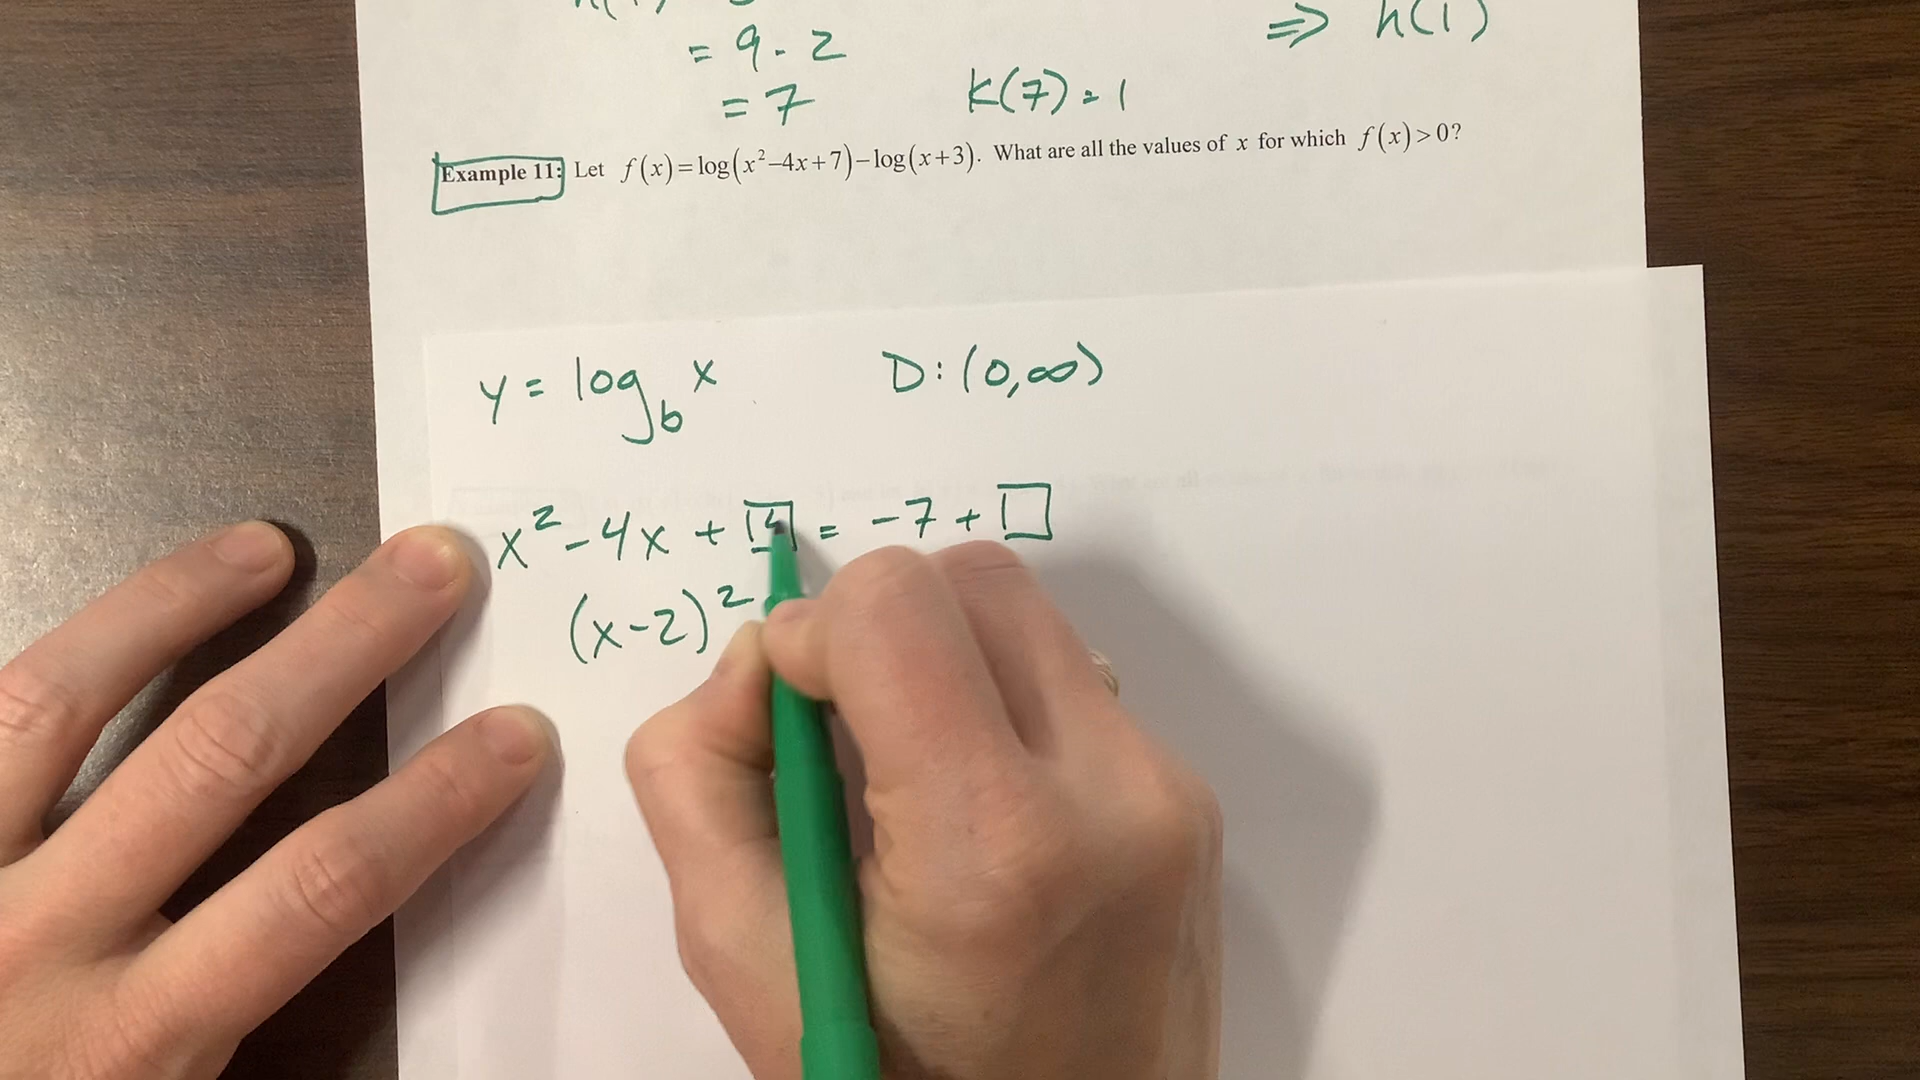 = 9 - 2
⇒ h(1)
= 7
K(7) = 1
Example 11: Let f(x)=log(x²–4x+7)–log(x+3). What are all the values of x for which f(x)>0?
y = log_b x D: (0,∞)
x² - 4x + 4 = -7 + □
(x-2)²